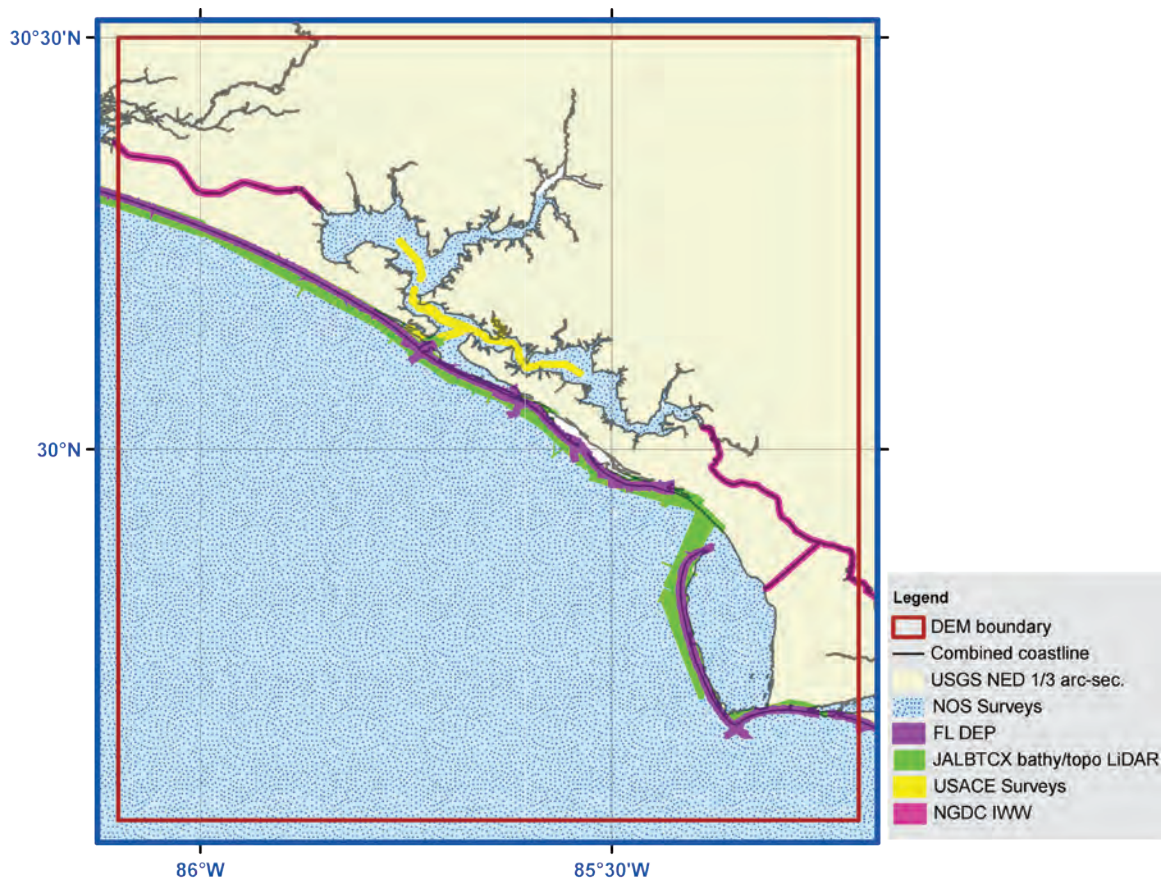 30°30'N
30°N
86°W
85°30'W
Legend
DEM boundary
Combined coastline
USGS NED 1/3 arc-sec.
NOS Surveys
FL DEP
JALBTCX bathy/topo LiDAR
USACE Surveys
NGDC IWW